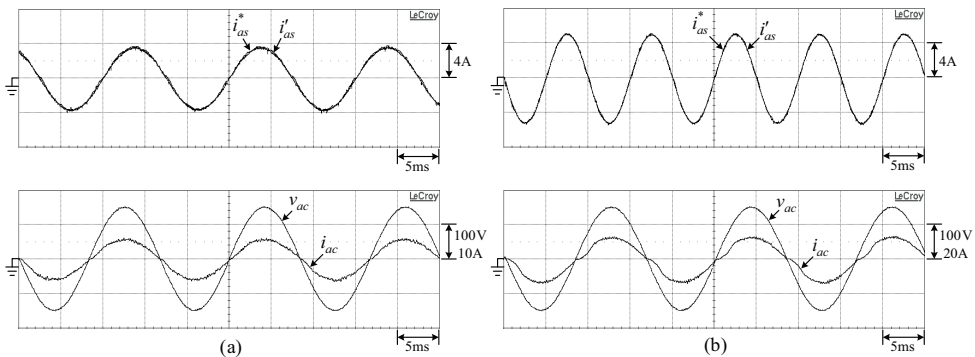 LeCroy
i*as i'as
4A
5ms
LeCroy
vac
iac
100V
10A
5ms
(a)
LeCroy
i*as i'as
4A
5ms
LeCroy
vac
iac
100V
20A
5ms
(b)